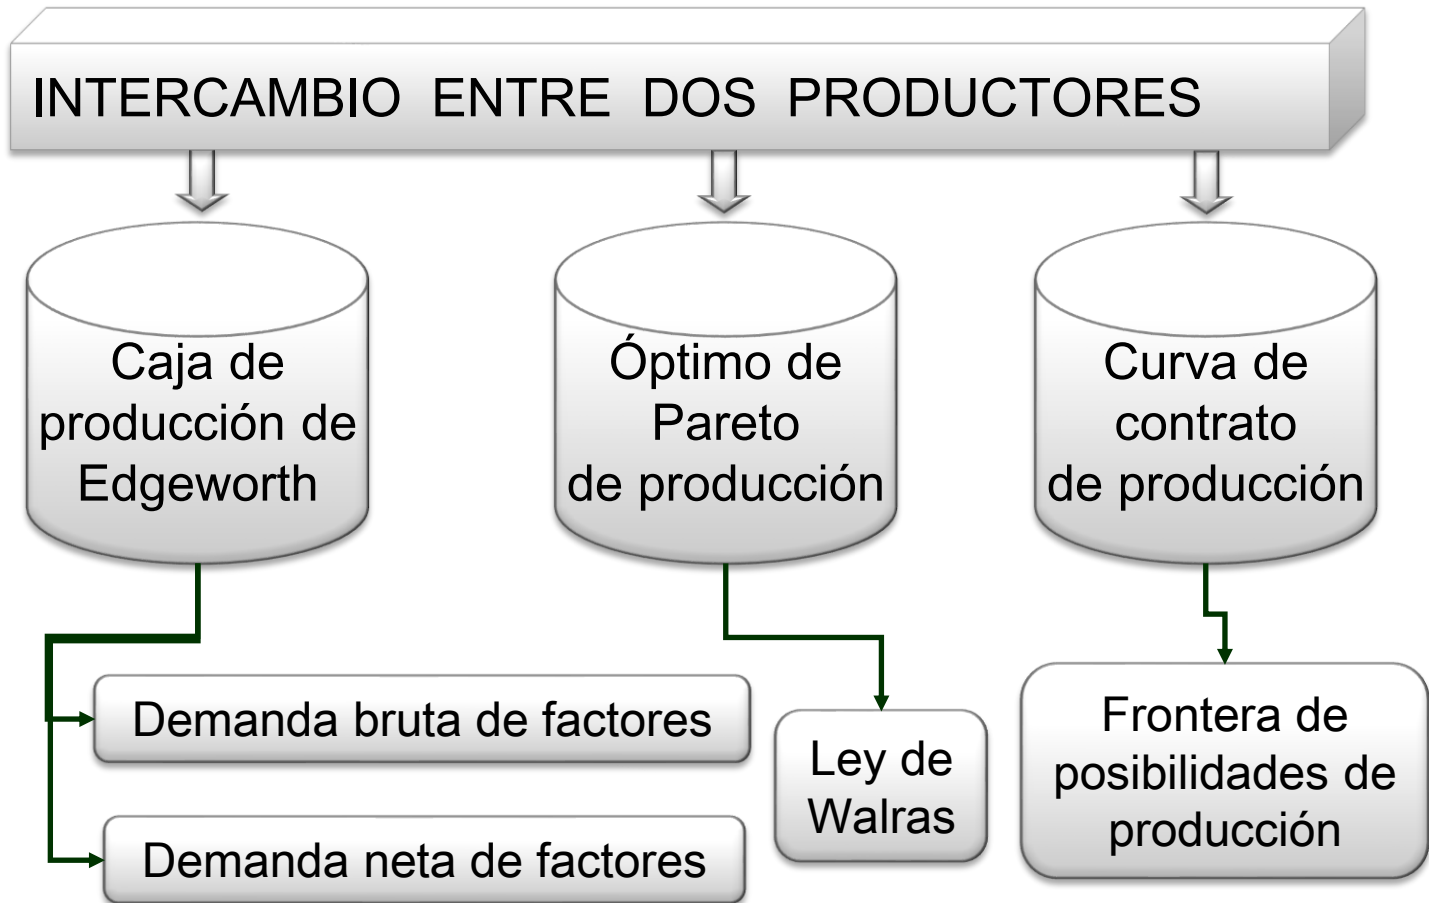 INTERCAMBIO ENTRE DOS PRODUCTORES
Caja de
producción de
Edgeworth
Óptimo de
Pareto
de producción
Curva de
contrato
de producción
Demanda bruta de factores
Demanda neta de factores
Ley de
Walras
Frontera de
posibilidades de
producción